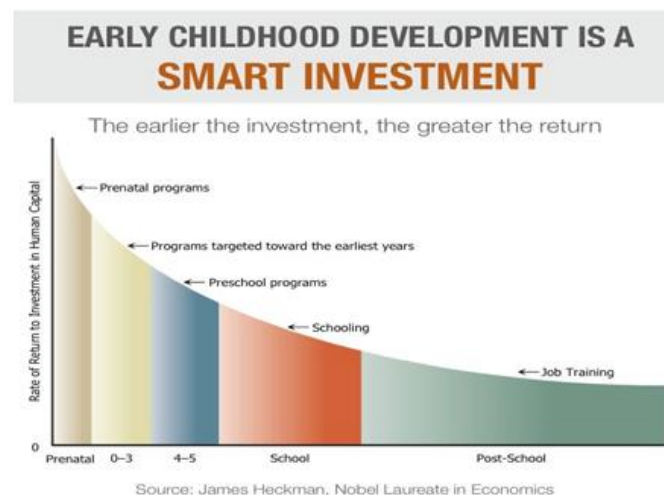 EARLY CHILDHOOD DEVELOPMENT IS A
SMART INVESTMENT
The earlier the investment, the greater the return
Rate of Return to Investment in Human Capital
Prenatal programs
Programs targeted toward the earliest years
Preschool programs
Schooling
Job Training
0
Prenatal 0–3 4–5 School Post-School
Source: James Heckman, Nobel Laureate in Economics